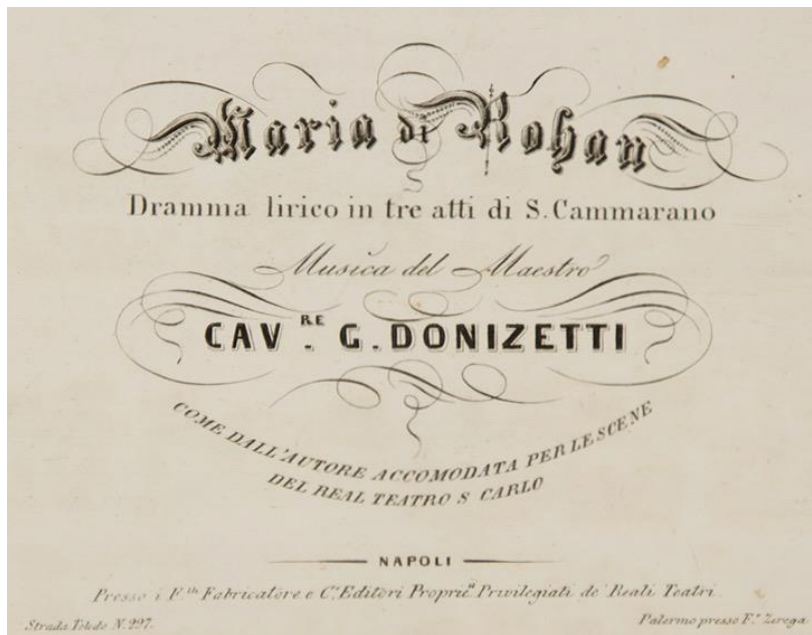 Maria di Rohan
Dramma lirico in tre atti di S. Cammarano
Musica del Maestro
CAV.RE G. DONIZETTI
COME DALL'AUTORE ACCOMODATA PER LE SCENE
DEL REAL TEATRO S CARLO
NAPOLI
Presso i F.lli Fabricatore e C.i Editori Propriet.i Privilegiati de' Reali Teatri
Strada Toledo N. 297.
Palermo presso F.o Zerega